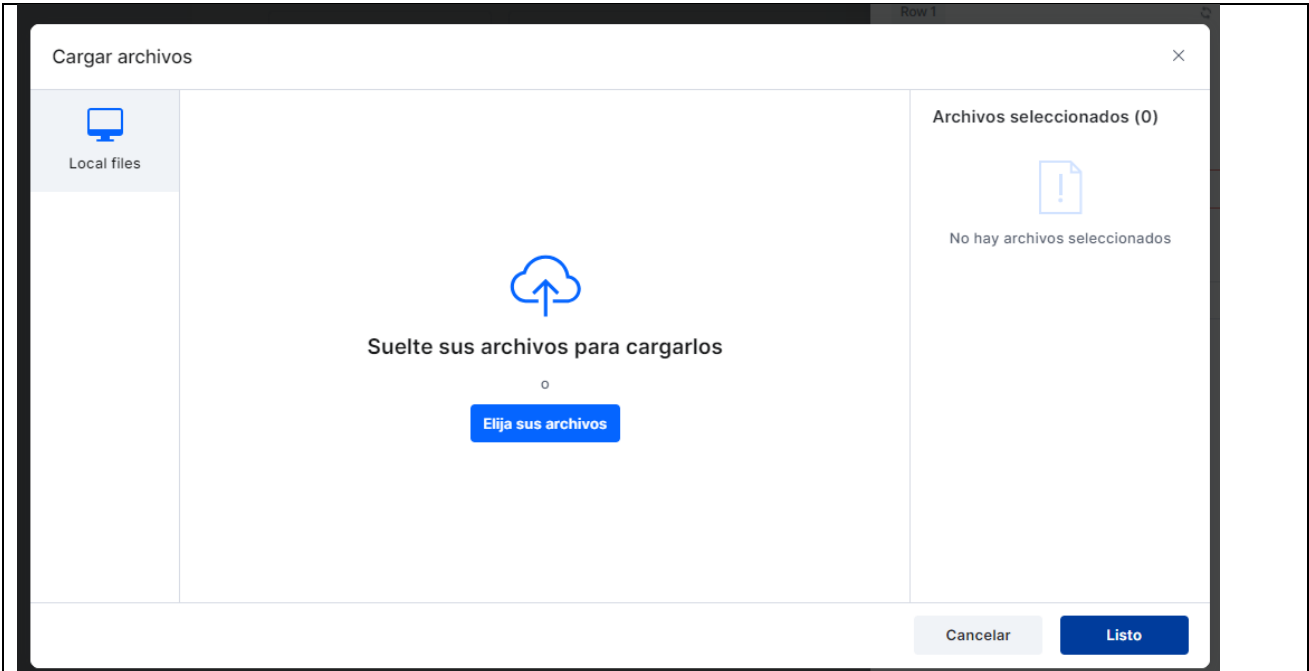 Row 1
Cargar archivos
Local files
Archivos seleccionados (0)
No hay archivos seleccionados
Suelte sus archivos para cargarlos
o
Elija sus archivos
Cancelar
Listo